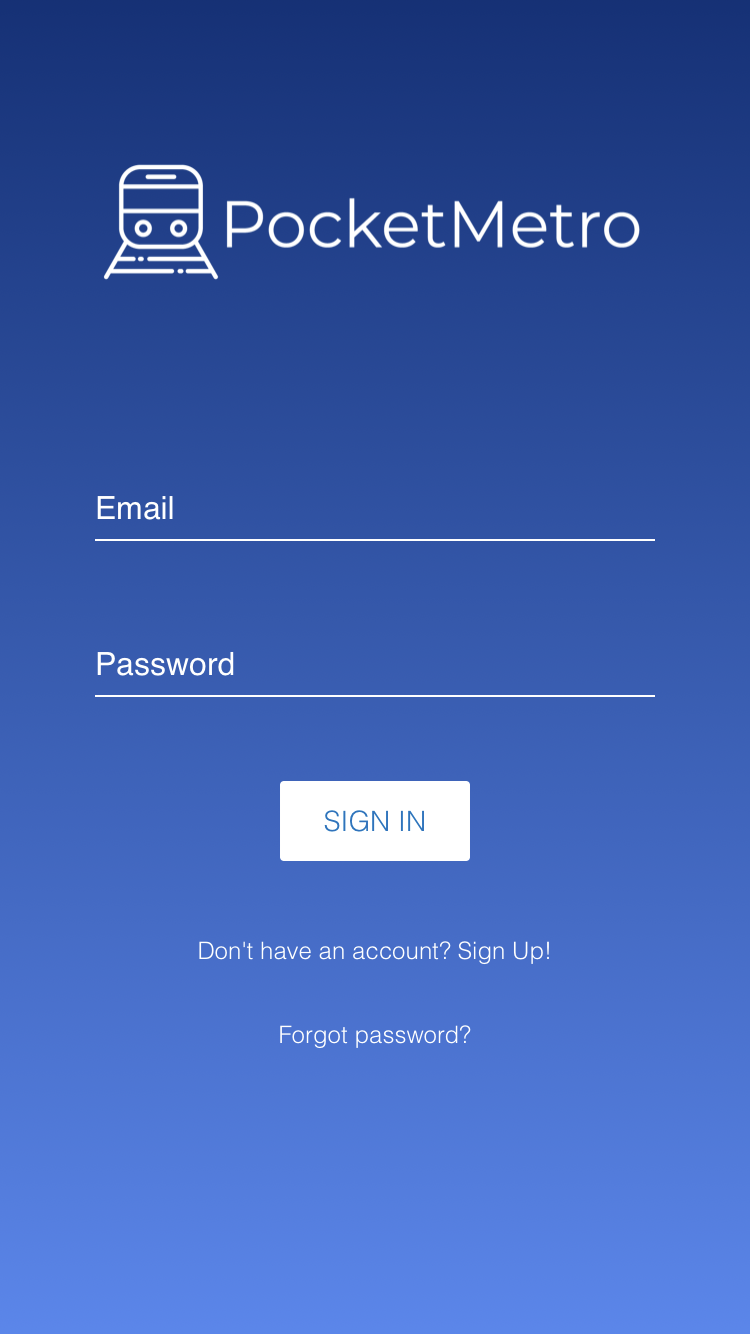 PocketMetro
Email
Password
SIGN IN
Don't have an account? Sign Up!
Forgot password?